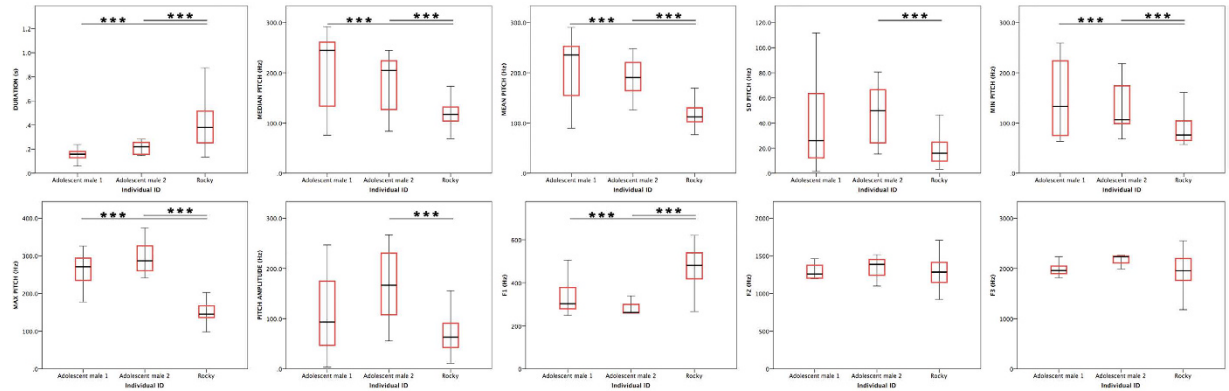 *** ***
DURATION (s)
1.2
.8
.6
.4
.2
.0
Adolescent male 1 Adolescent male 2 Rocky
Individual ID
*** ***
MEDIAN PITCH (Hz)
300.0
200.0
100.0
.0
Adolescent male 1 Adolescent male 2 Rocky
Individual ID
*** ***
MEAN PITCH (Hz)
300.0
200.0
100.0
.0
Adolescent male 1 Adolescent male 2 Rocky
Individual ID
***
SD PITCH (Hz)
120.0
100.0
80.0
60.0
40.0
20.0
.0
Adolescent male 1 Adolescent male 2 Rocky
Individual ID
*** ***
MIN PITCH (Hz)
300.0
200.0
100.0
.0
Adolescent male 1 Adolescent male 2 Rocky
Individual ID
*** ***
MAX PITCH (Hz)
400.0
300.0
200.0
100.0
.0
Adolescent male 1 Adolescent male 2 Rocky
Individual ID
***
PITCH AMPLITUDE (Hz)
300.0
200.0
100.0
.0
Adolescent male 1 Adolescent male 2 Rocky
Individual ID
*** ***
F1 (Hz)
600
400
200
0
Adolescent male 1 Adolescent male 2 Rocky
Individual ID
F2 (Hz)
2000
1500
1000
500
0
Adolescent male 1 Adolescent male 2 Rocky
Individual ID
F3 (Hz)
3000
2000
1000
0
Adolescent male 1 Adolescent male 2 Rocky
Individual ID